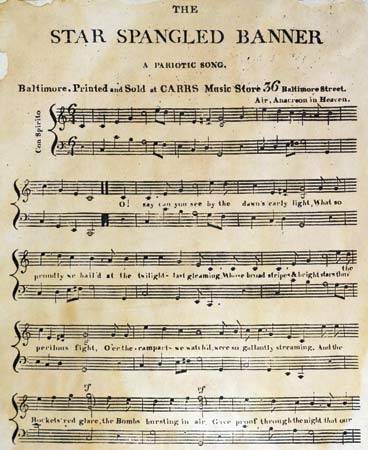 THE
STAR SPANGLED BANNER
A PARIOTIC SONG.
Baltimore. Printed and Sold at CARRS Music Store 36 Baltimore Street.
Air, Anacreon in Heaven.
Con Spirito
O! say can you see by the dawn's early light, What so
proudly we hail'd at the twilight's last gleaming, Whose broad stripes & bright stars thro' the
perilous fight, O'er the ramparts we watch'd, were so gallantly streaming, And the
sf sf
Rockets' red glare, the Bombs bursting in air, Gave proof through the night that our